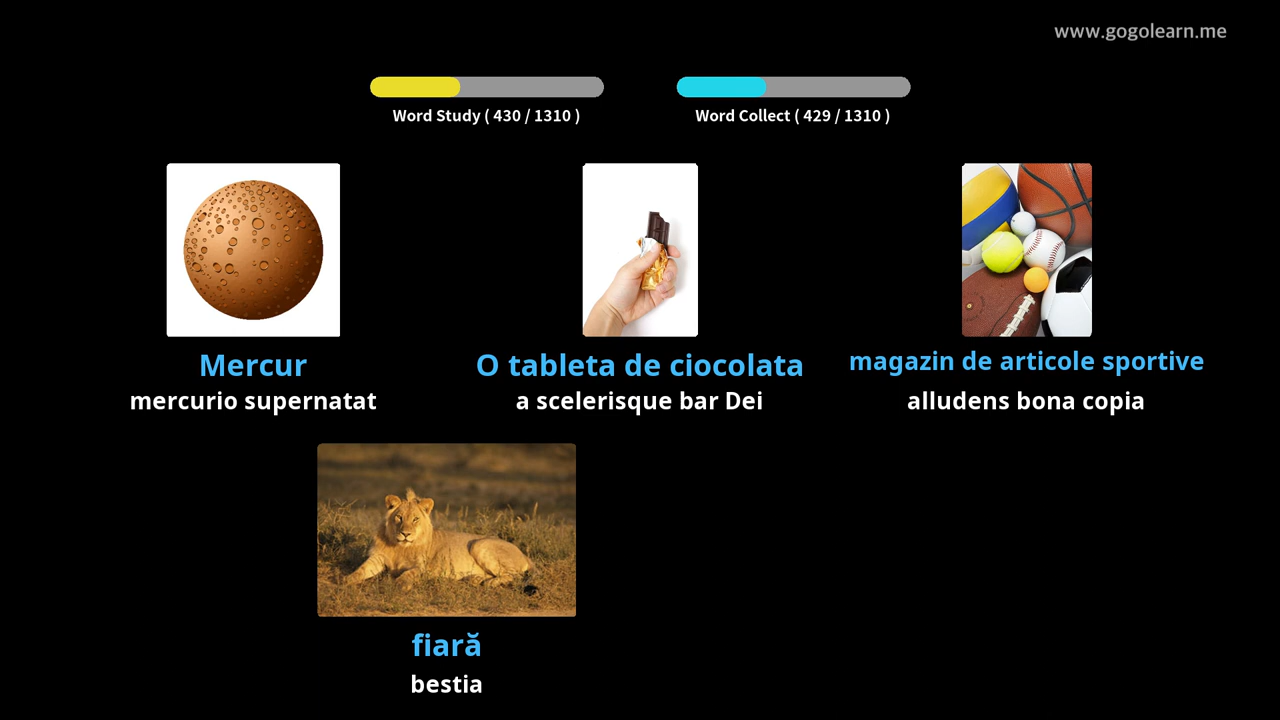 www.gogolearn.me
Word Study ( 430 / 1310 )
Word Collect ( 429 / 1310 )
Mercur
mercurio supernatat
O tableta de ciocolata
a scelerisque bar Dei
magazin de articole sportive
alludens bona copia
fiară
bestia